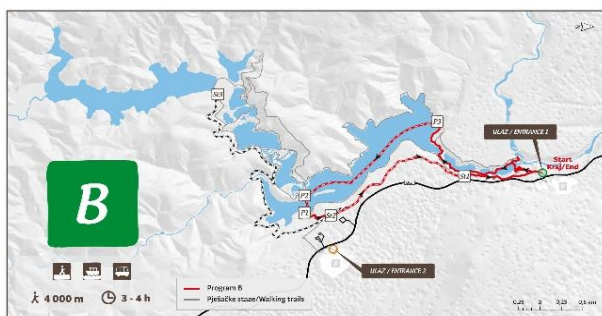 St3
P3
ULAZ / ENTRANCE 1
Start
Kraj/End
St1
P2
P1
St2
B
ULAZ / ENTRANCE 2
P
4 000 m
3 - 4 h
Program B
Pješačke staze/Walking trails
0,25 0 0,25 0,5 km